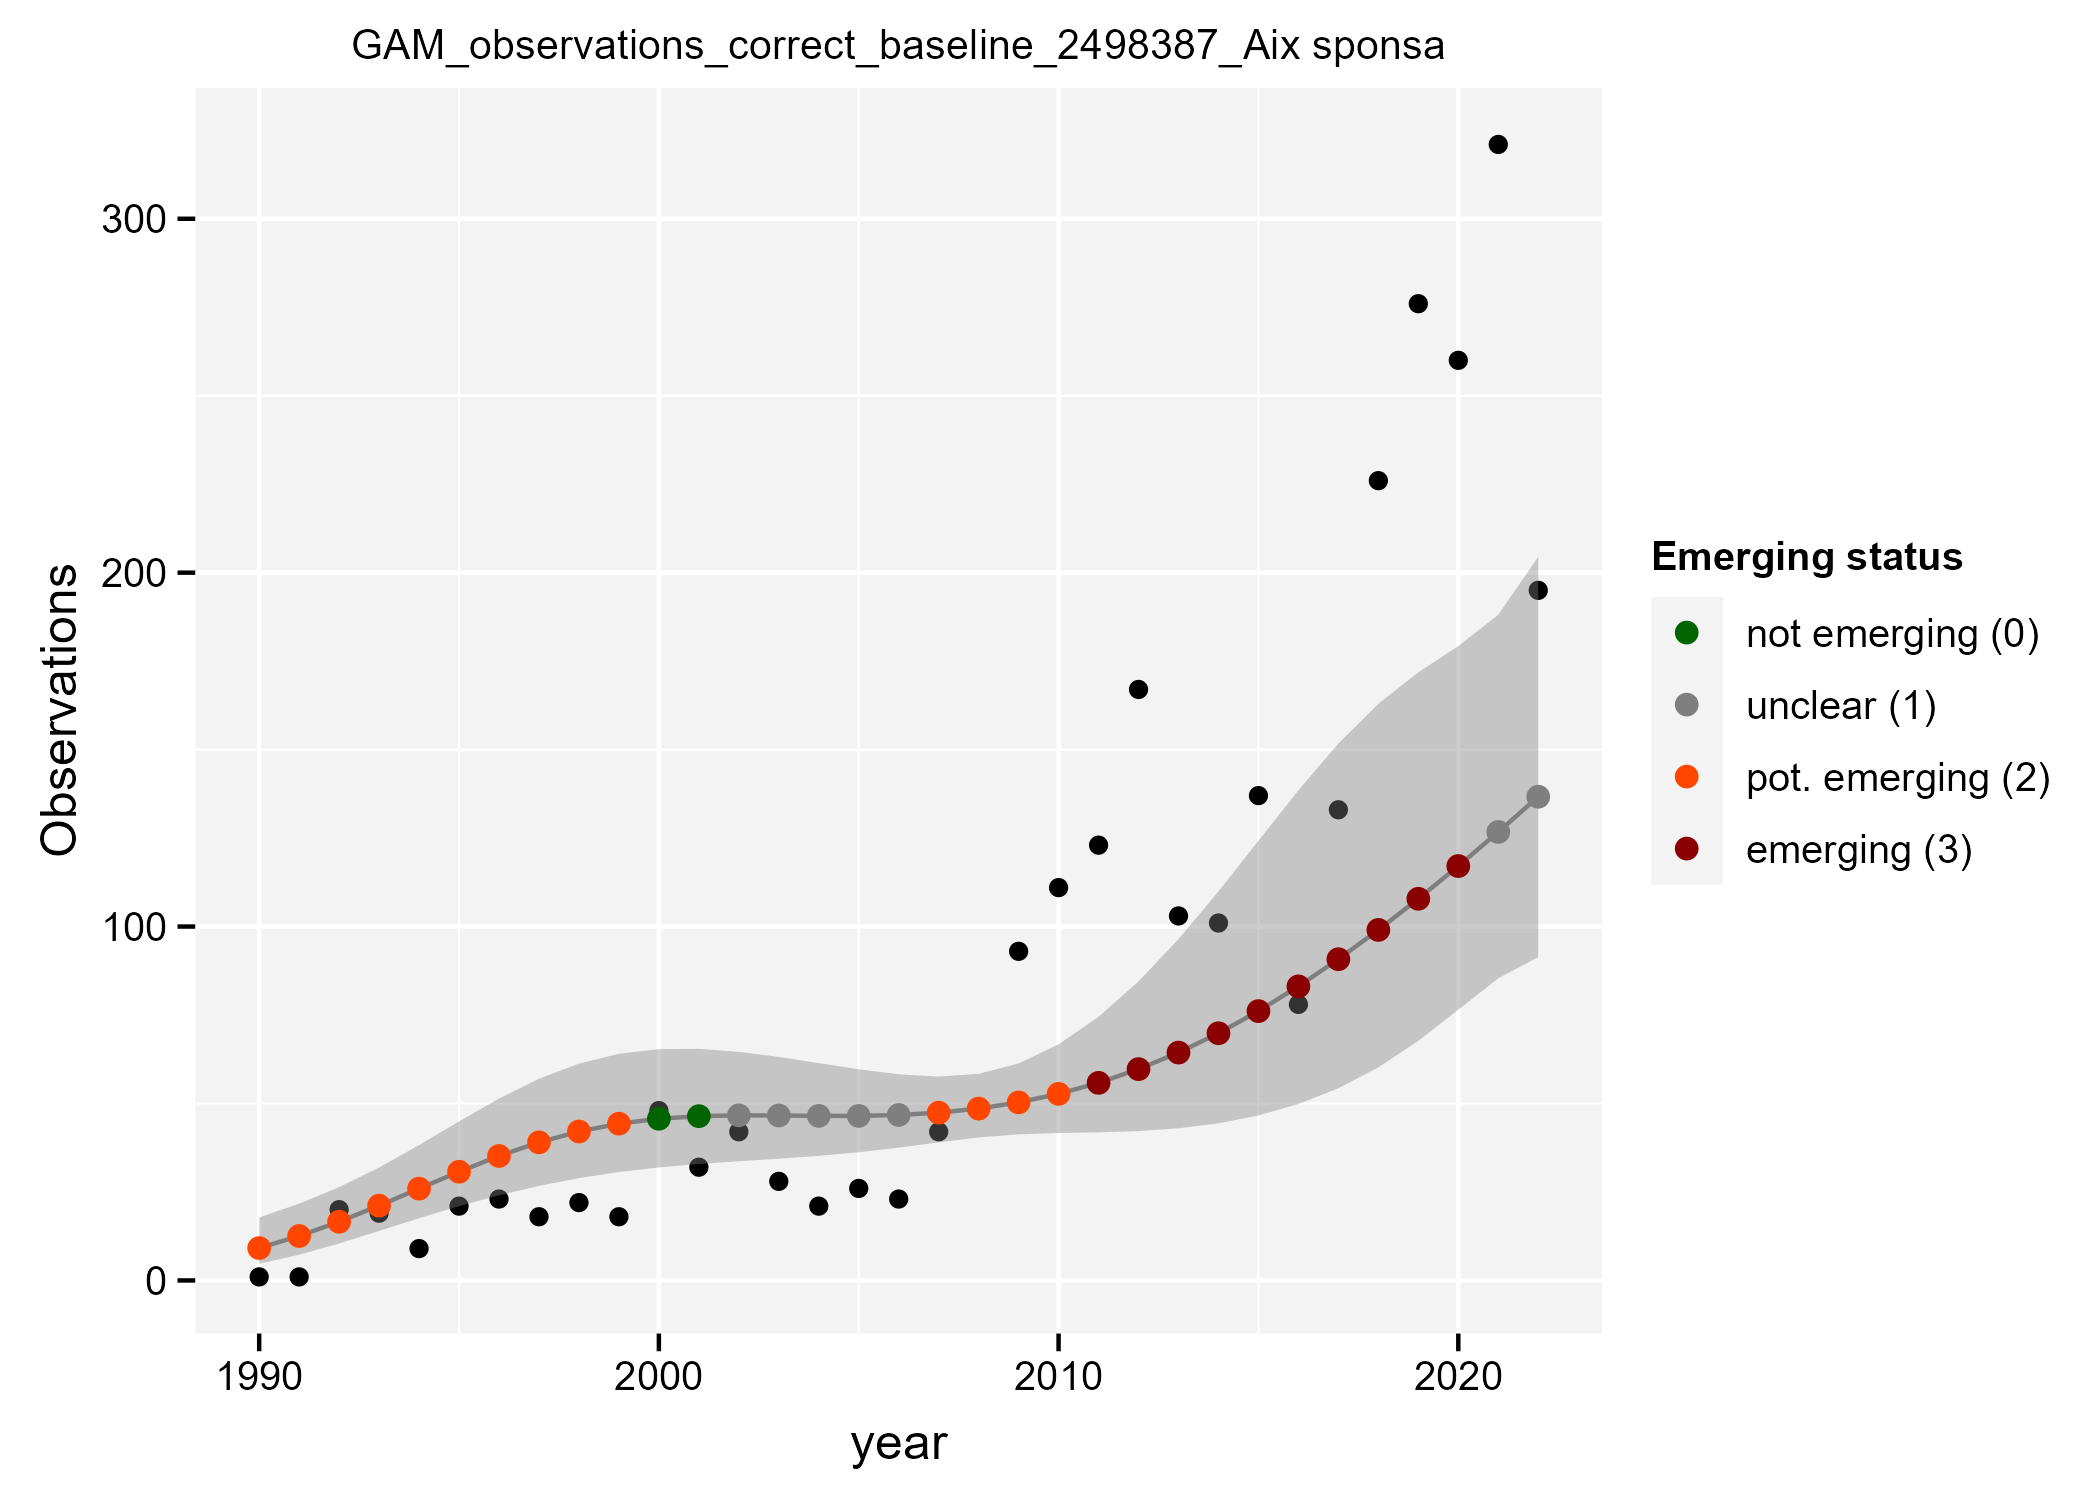 GAM_observations_correct_baseline_2498387_Aix sponsa
Observations
300
200
100
0
1990
2000
2010
2020
year
Emerging status
not emerging (0)
unclear (1)
pot. emerging (2)
emerging (3)